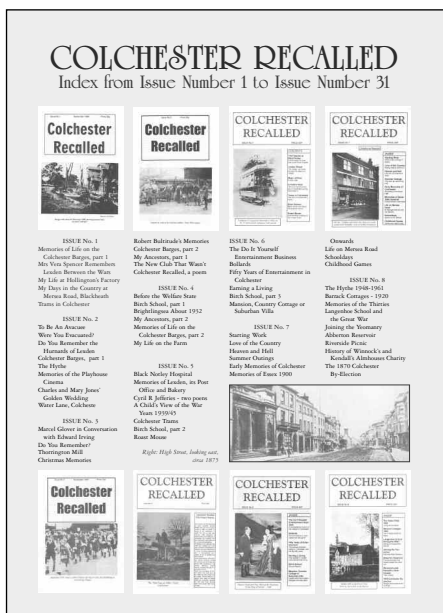 COLCHESTER RECALLED
Index from Issue Number 1 to Issue Number 31
Colchester
Recalled
Colchester
Recalled
COLCHESTER
RECALLED
COLCHESTER
RECALLED
ISSUE No. 1
Memories of Life on the
Colchester Barges, part 1
Mrs Vera Spencer Remembers
Lexden Between the Wars
My Life at Hollington's Factory
My Days in the Country at
Mersea Road, Blackheath
Trams in Colchester
ISSUE No. 2
To Be An Evacuee
Were You Evacuated?
Do You Remember the
Hurnards of Lexden
Colchester Barges, part 1
The Hythe
Memories of the Playhouse
Cinema
Charles and Mary Jones'
Golden Wedding
Water Lane, Colcheste
ISSUE No. 3
Marcel Glover in Conversation
with Edward Irving
Do You Remember?
Thorrington Mill
Christmas Memories
Robert Bultitude's Memories
Colchester Barges, part 2
My Ancestors, part 1
The New Club That Wasn't
Colchester Recalled, a poem
ISSUE No. 4
Before the Welfare State
Birch School, part 1
Brightlingsea About 1932
My Ancestors, part 2
Memories of Life on the
Colchester Barges, part 2
My Life on the Farm
ISSUE No. 5
Black Notley Hospital
Memories of Lexden, its Post
Office and Bakery
Cyril R Jefferies - two poems
A Child's View of the War
Years 1939/45
Colchester Trams
Birch School, part 2
Roast Mouse
Right: High Street, looking east,
circa 1875
ISSUE No. 6
The Do It Yourself
Entertainment Business
Bollards
Fifty Years of Entertainment in
Colchester
Earning a Living
Birch School, part 3
Mansion, Country Cottage or
Suburban Villa
ISSUE No. 7
Starting Work
Love of the Country
Heaven and Hell
Summer Outings
Early Memories of Colchester
Memories of Essex 1900
Onwards
Life on Mersea Road
Schooldays
Childhood Games
ISSUE No. 8
The Hythe 1948-1961
Barrack Cottages - 1920
Memories of the Thirties
Langenhoe School and
the Great War
Joining the Yeomanry
Abberton Reservoir
Riverside Picnic
History of Winnock's and
Kendall's Almshouses Charity
The 1870 Colchester
By-Election
Colchester
Recalled
COLCHESTER
RECALLED
COLCHESTER
RECALLED
COLCHESTER
RECALLED